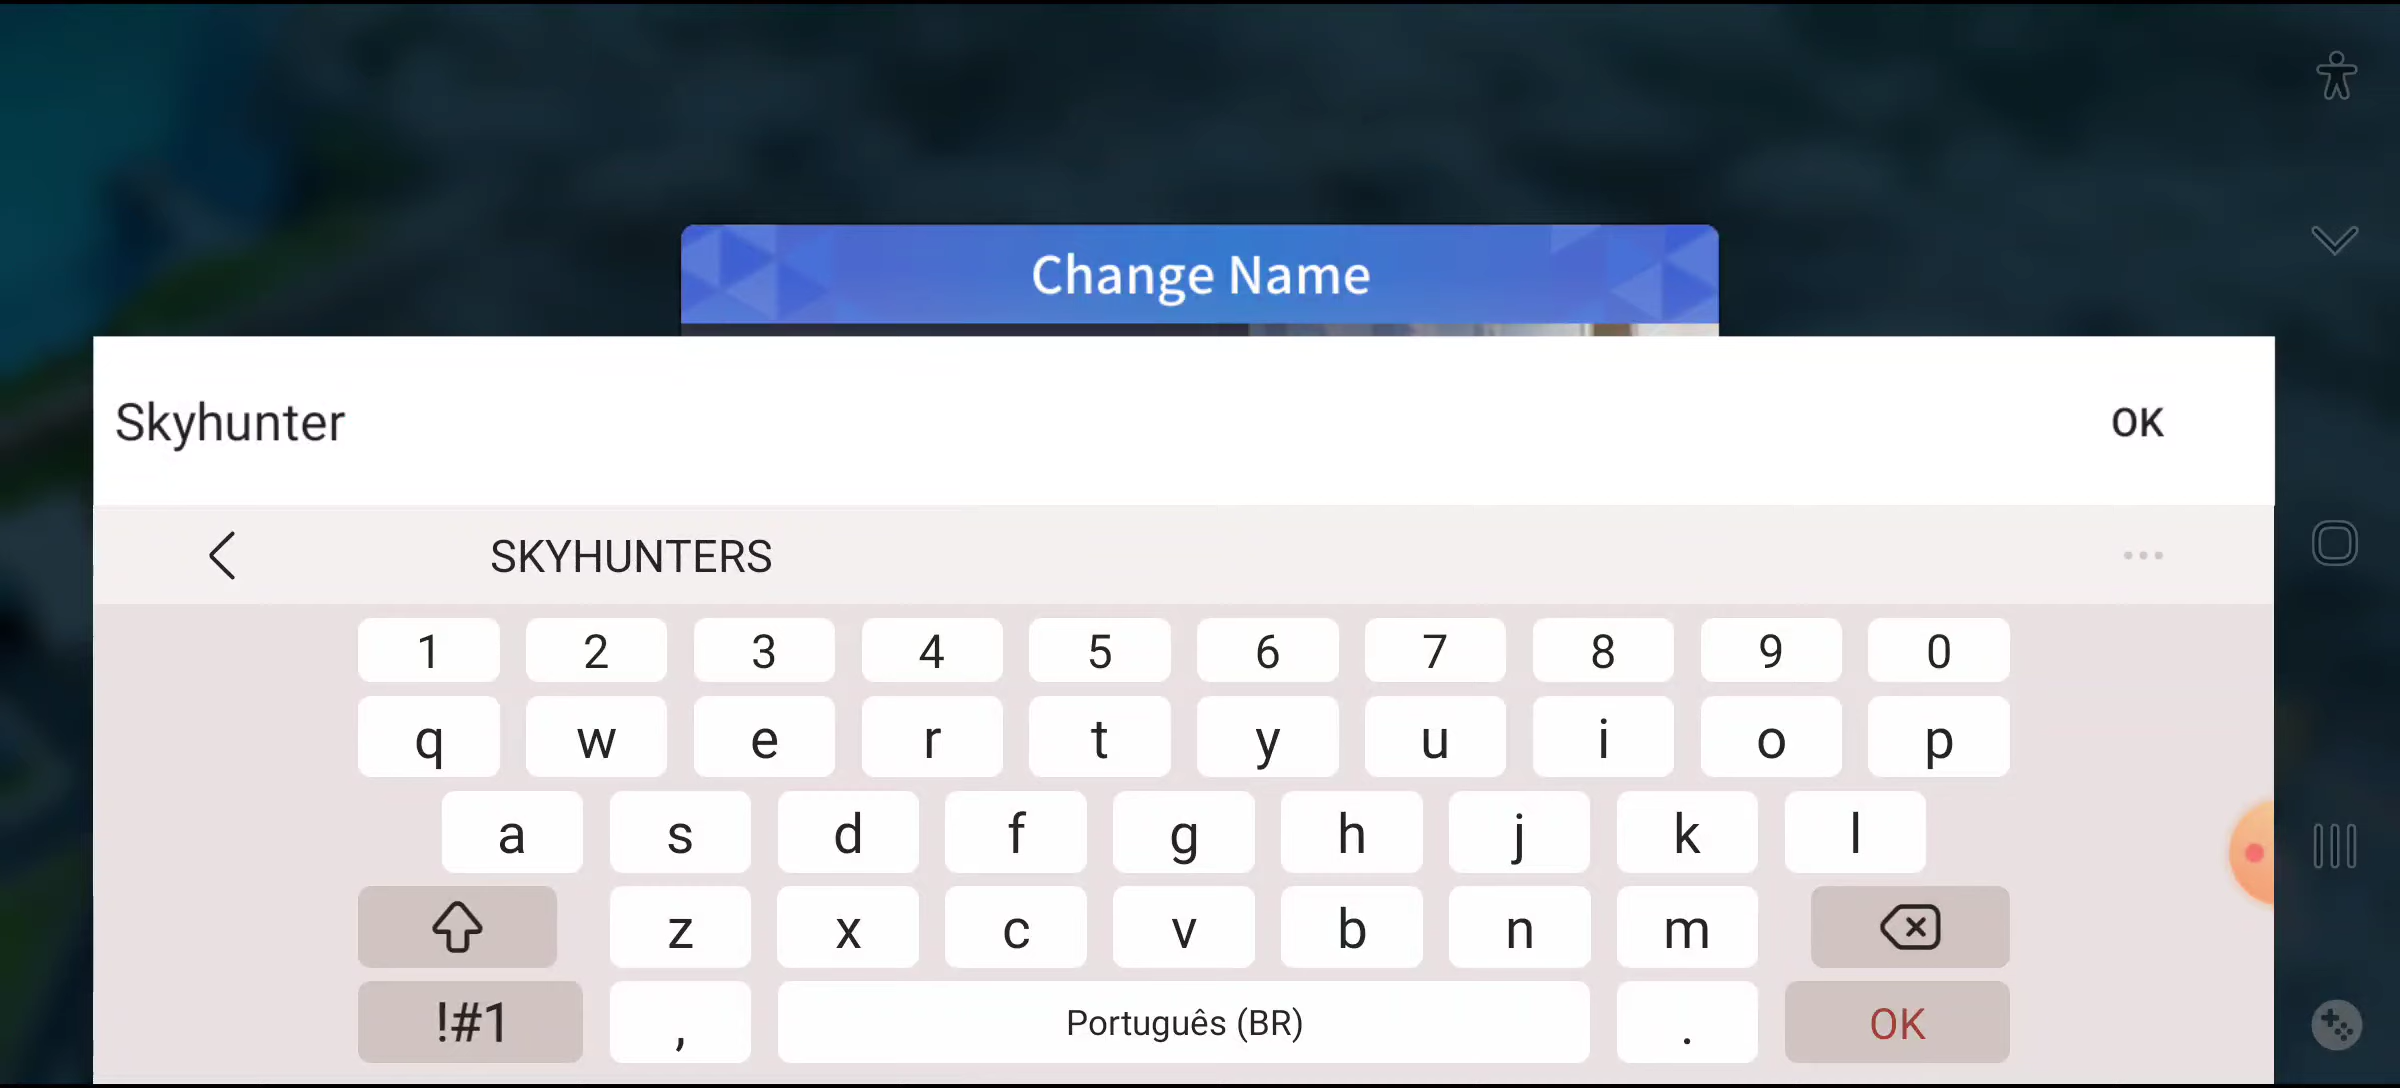 Change Name
Skyhunter OK
SKYHUNTERS
1 2 3 4 5 6 7 8 9 0
q w e r t y u i o p
a s d f g h j k l
z x c v b n m
!#1 , Português (BR) . OK